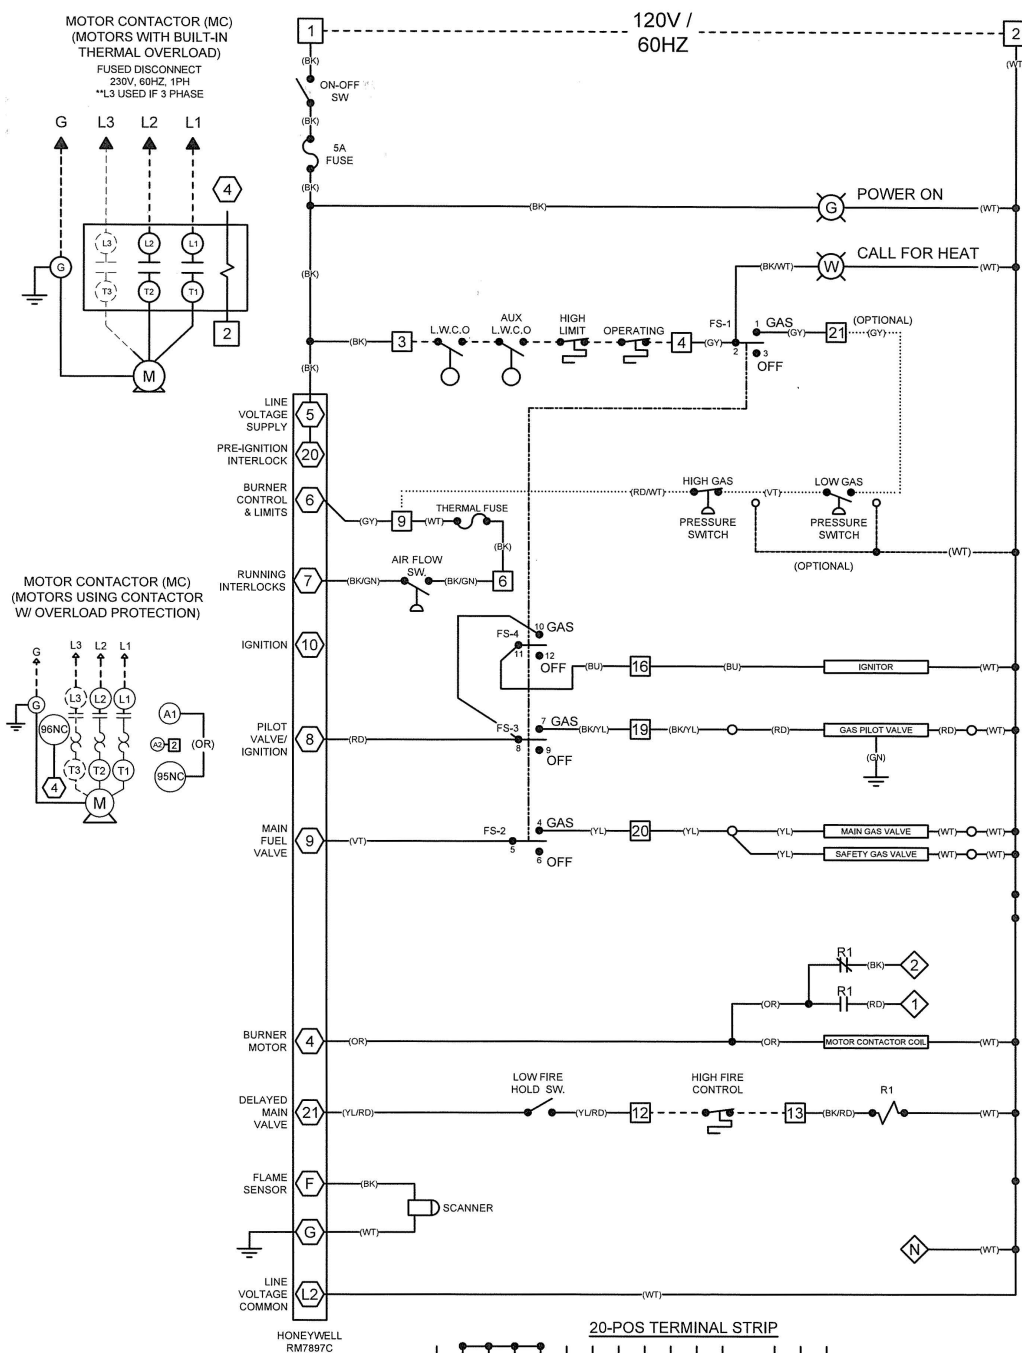 MOTOR CONTACTOR (MC)
(MOTORS WITH BUILT-IN
THERMAL OVERLOAD)
FUSED DISCONNECT
230V, 60HZ, 1PH
**L3 USED IF 3 PHASE
G L3 L2 L1
4
L3 L2 L1
G
T3 T2 T1
2
M
1
120V /
60HZ
2
(BK)
(WT)
ON-OFF
SW
(BK)
5A
FUSE
(BK)
(BK)
G
POWER ON
(WT)
(BK)
(BK/WT)
W
CALL FOR HEAT
(WT)
(BK)
3
L.W.C.O
AUX
L.W.C.O
HIGH
LIMIT
OPERATING
4
(GY)
FS-1
2
1 GAS
(GY)
21
(OPTIONAL)
(GY)
3
OFF
(BK)
LINE
VOLTAGE
SUPPLY
5
PRE-IGNITION
INTERLOCK
20
BURNER
CONTROL
& LIMITS
6
(GY)
9
(WT)
THERMAL FUSE
(BK)
(RD/WT)
HIGH GAS
PRESSURE
SWITCH
(VT)
LOW GAS
PRESSURE
SWITCH
(OPTIONAL)
(WT)
RUNNING
INTERLOCKS
7
(BK/GN)
AIR FLOW
SW.
(BK/GN)
6
IGNITION
10
FS-4
10 GAS
11
12
OFF
(BU)
16
(BU)
IGNITOR
(WT)
PILOT
VALVE/
IGNITION
8
(RD)
FS-3
7 GAS
8
9
OFF
(BK/YL)
19
(BK/YL)
(RD)
GAS PILOT VALVE
(RD)
(WT)
(GN)
MAIN
FUEL
VALVE
9
(VT)
FS-2
4 GAS
5
6 OFF
(YL)
20
(YL)
(YL)
MAIN GAS VALVE
(WT)
(WT)
(YL)
SAFETY GAS VALVE
(WT)
(WT)
MOTOR CONTACTOR (MC)
(MOTORS USING CONTACTOR
W/ OVERLOAD PROTECTION)
G L3 L2 L1
G
L3 L2 L1
96NC
T3 T2 T1
4
M
A1
A2 2
(OR)
95NC
R1
(BK)
2
(OR)
R1
(RD)
1
BURNER
MOTOR
4
(OR)
(OR)
MOTOR CONTACTOR COIL
(WT)
DELAYED
MAIN
VALVE
21
(YL/RD)
LOW FIRE
HOLD SW.
(YL/RD)
12
HIGH FIRE
CONTROL
13
(BK/RD)
R1
(WT)
FLAME
SENSOR
F
(BK)
SCANNER
G
(WT)
N
(WT)
LINE
VOLTAGE
COMMON
L2
(WT)
HONEYWELL
RM7897C
20-POS TERMINAL STRIP